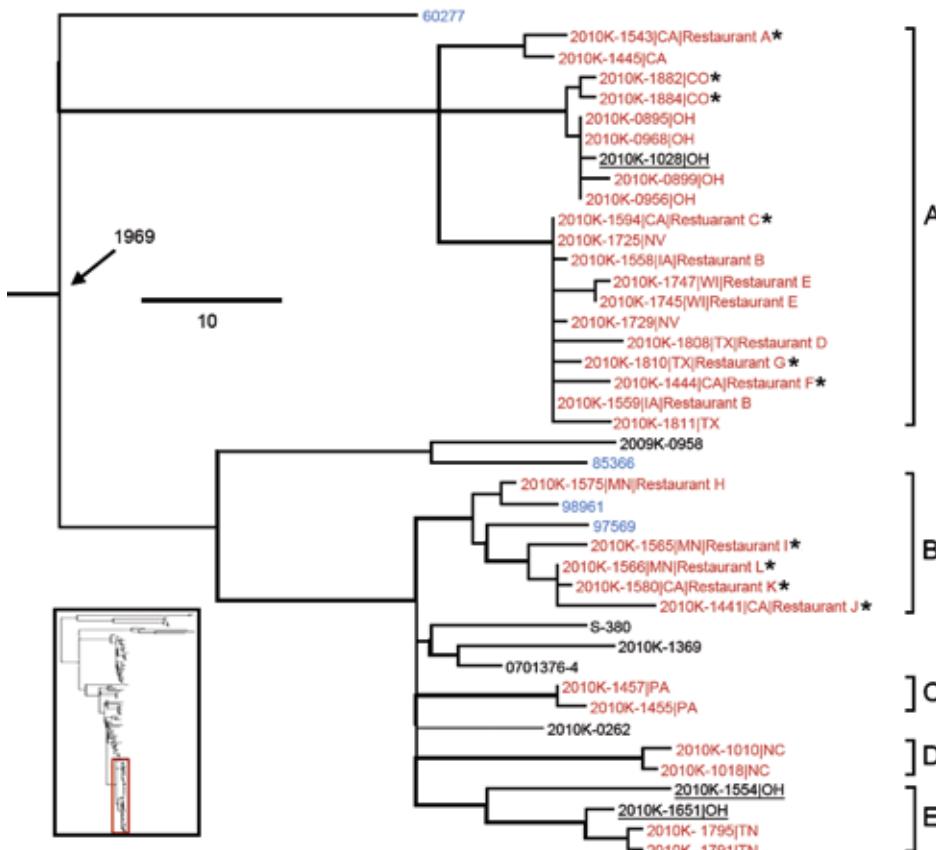 60277
2010K-1543|CA|Restaurant A*
2010K-1445|CA
2010K-1882|CO*
2010K-1884|CO*
2010K-0895|OH
2010K-0968|OH
2010K-1028|OH
2010K-0899|OH
2010K-0956|OH
A
2010K-1594|CA|Restuarant C*
1969
2010K-1725|NV
2010K-1558|IA|Restaurant B
2010K-1747|WI|Restaurant E
2010K-1745|WI|Restaurant E
10
2010K-1729|NV
2010K-1808|TX|Restaurant D
2010K-1810|TX|Restaurant G*
2010K-1444|CA|Restaurant F*
2010K-1559|IA|Restaurant B
2010K-1811|TX
2009K-0958
85366
2010K-1575|MN|Restaurant H
98961
97569
B
2010K-1565|MN|Restaurant I*
2010K-1566|MN|Restaurant L*
2010K-1580|CA|Restaurant K*
2010K-1441|CA|Restaurant J*
S-380
2010K-1369
0701376-4
2010K-1457|PA
C
2010K-1455|PA
2010K-0262
2010K-1010|NC
D
2010K-1018|NC
2010K-1554|OH
2010K-1651|OH
E
2010K- 1795|TN
2010K-1791|TN